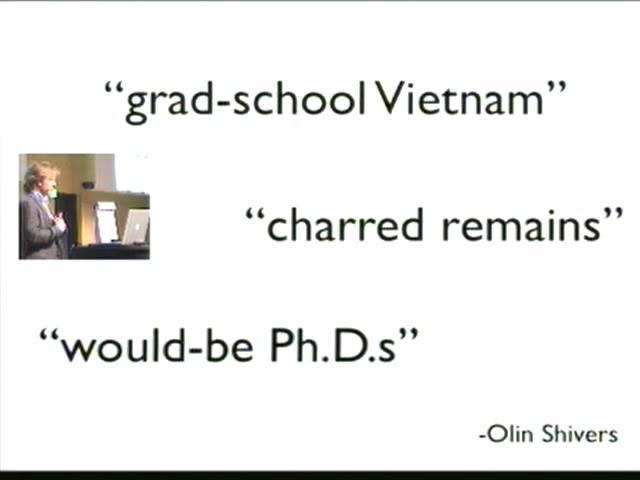 “grad-school Vietnam”
“charred remains”
“would-be Ph.D.s”
-Olin Shivers